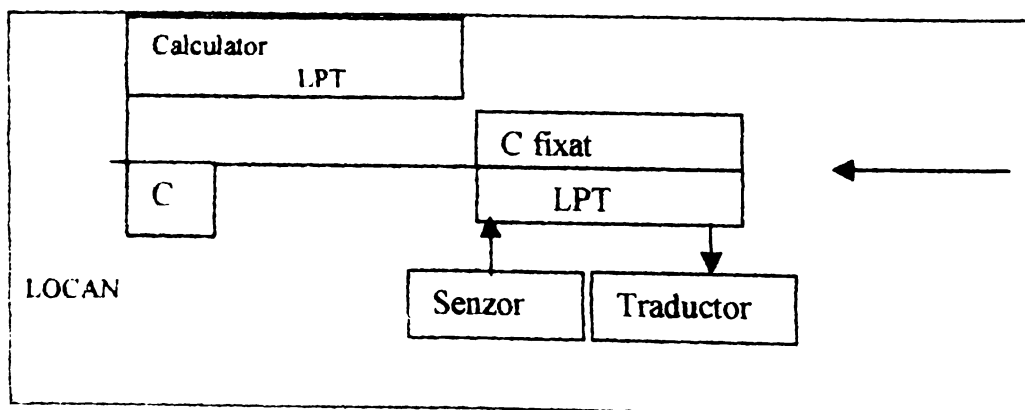 Calculator
LPT
C fixat
C
LPT
LOCAN
Senzor
Traductor